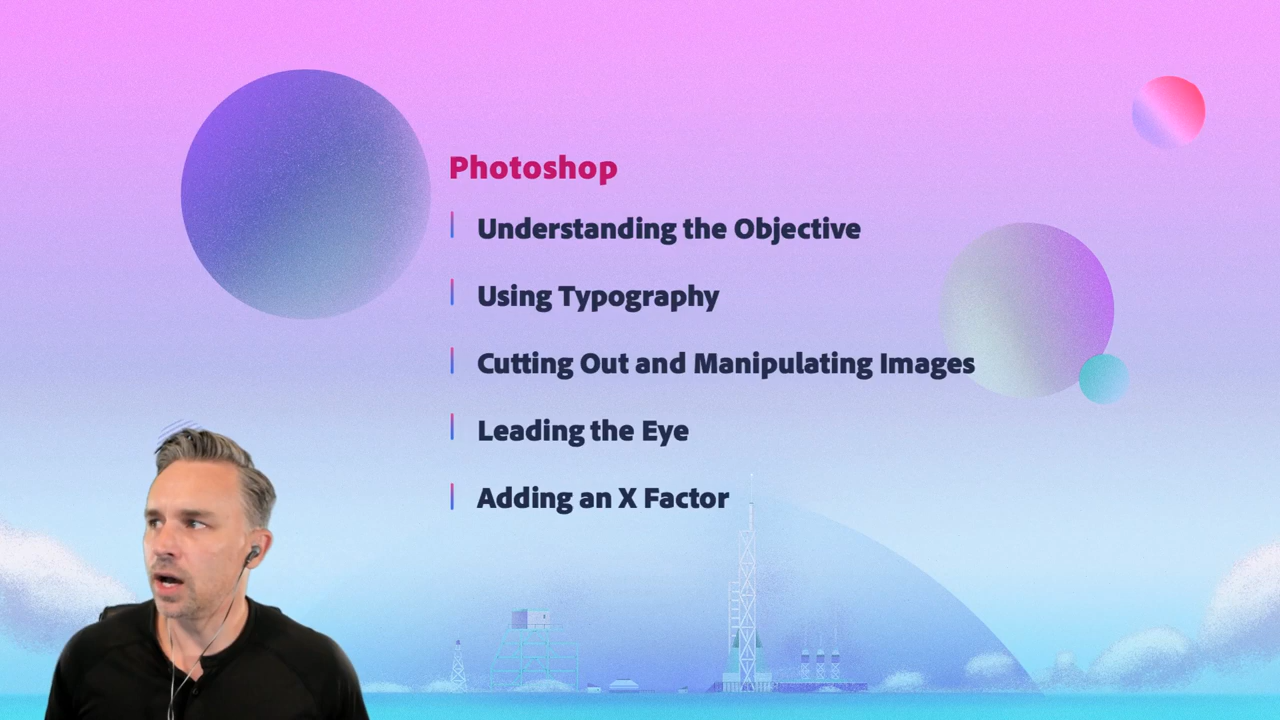 Photoshop
Understanding the Objective
Using Typography
Cutting Out and Manipulating Images
Leading the Eye
Adding an X Factor